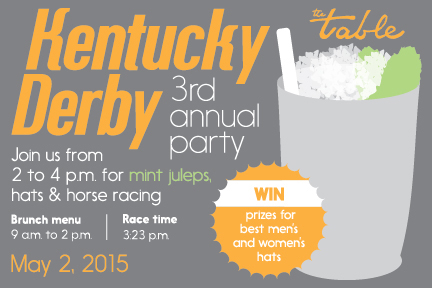 the table
Kentucky
Derby
3rd
annual
party
Join us from
2 to 4 p.m. for mint juleps,
hats & horse racing
Brunch menu
9 a.m. to 2 p.m.
Race time
3:23 p.m.
May 2, 2015
WIN
prizes for
best men's
and women's
hats